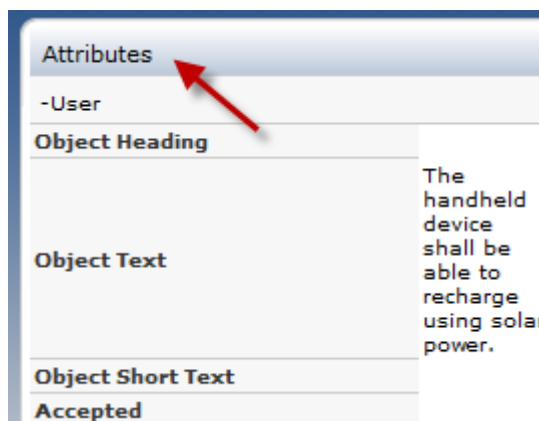 Attributes
-User
Object Heading
The
handheld
device
shall be
able to
Object Text
recharge
using solar
power.
Object Short Text
Accepted